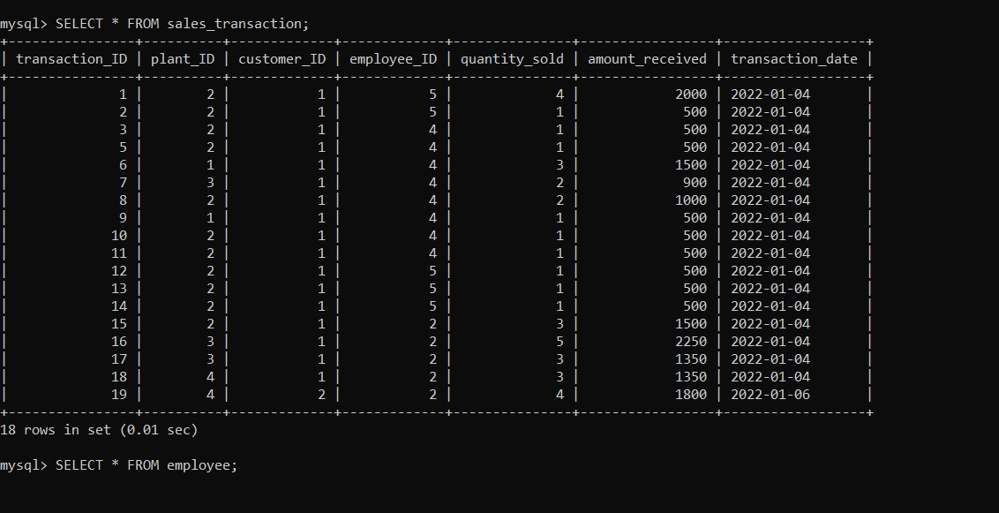 mysql> SELECT * FROM sales_transaction;
+----------------+----------+-------------+-------------+---------------+-----------------+------------------+
| transaction_ID | plant_ID | customer_ID | employee_ID | quantity_sold | amount_received | transaction_date |
+----------------+----------+-------------+-------------+---------------+-----------------+------------------+
|              1 |        2 |           1 |           5 |             4 |            2000 | 2022-01-04       |
|              2 |        2 |           1 |           5 |             1 |             500 | 2022-01-04       |
|              3 |        2 |           1 |           4 |             1 |             500 | 2022-01-04       |
|              5 |        2 |           1 |           4 |             1 |             500 | 2022-01-04       |
|              6 |        1 |           1 |           4 |             3 |            1500 | 2022-01-04       |
|              7 |        3 |           1 |           4 |             2 |             900 | 2022-01-04       |
|              8 |        2 |           1 |           4 |             2 |            1000 | 2022-01-04       |
|              9 |        1 |           1 |           4 |             1 |             500 | 2022-01-04       |
|             10 |        2 |           1 |           4 |             1 |             500 | 2022-01-04       |
|             11 |        2 |           1 |           4 |             1 |             500 | 2022-01-04       |
|             12 |        2 |           1 |           5 |             1 |             500 | 2022-01-04       |
|             13 |        2 |           1 |           5 |             1 |             500 | 2022-01-04       |
|             14 |        2 |           1 |           5 |             1 |             500 | 2022-01-04       |
|             15 |        2 |           1 |           2 |             3 |            1500 | 2022-01-04       |
|             16 |        3 |           1 |           2 |             5 |            2250 | 2022-01-04       |
|             17 |        3 |           1 |           2 |             3 |            1350 | 2022-01-04       |
|             18 |        4 |           1 |           2 |             3 |            1350 | 2022-01-04       |
|             19 |        4 |           2 |           2 |             4 |            1800 | 2022-01-06       |
+----------------+----------+-------------+-------------+---------------+-----------------+------------------+
18 rows in set (0.01 sec)
mysql> SELECT * FROM employee;